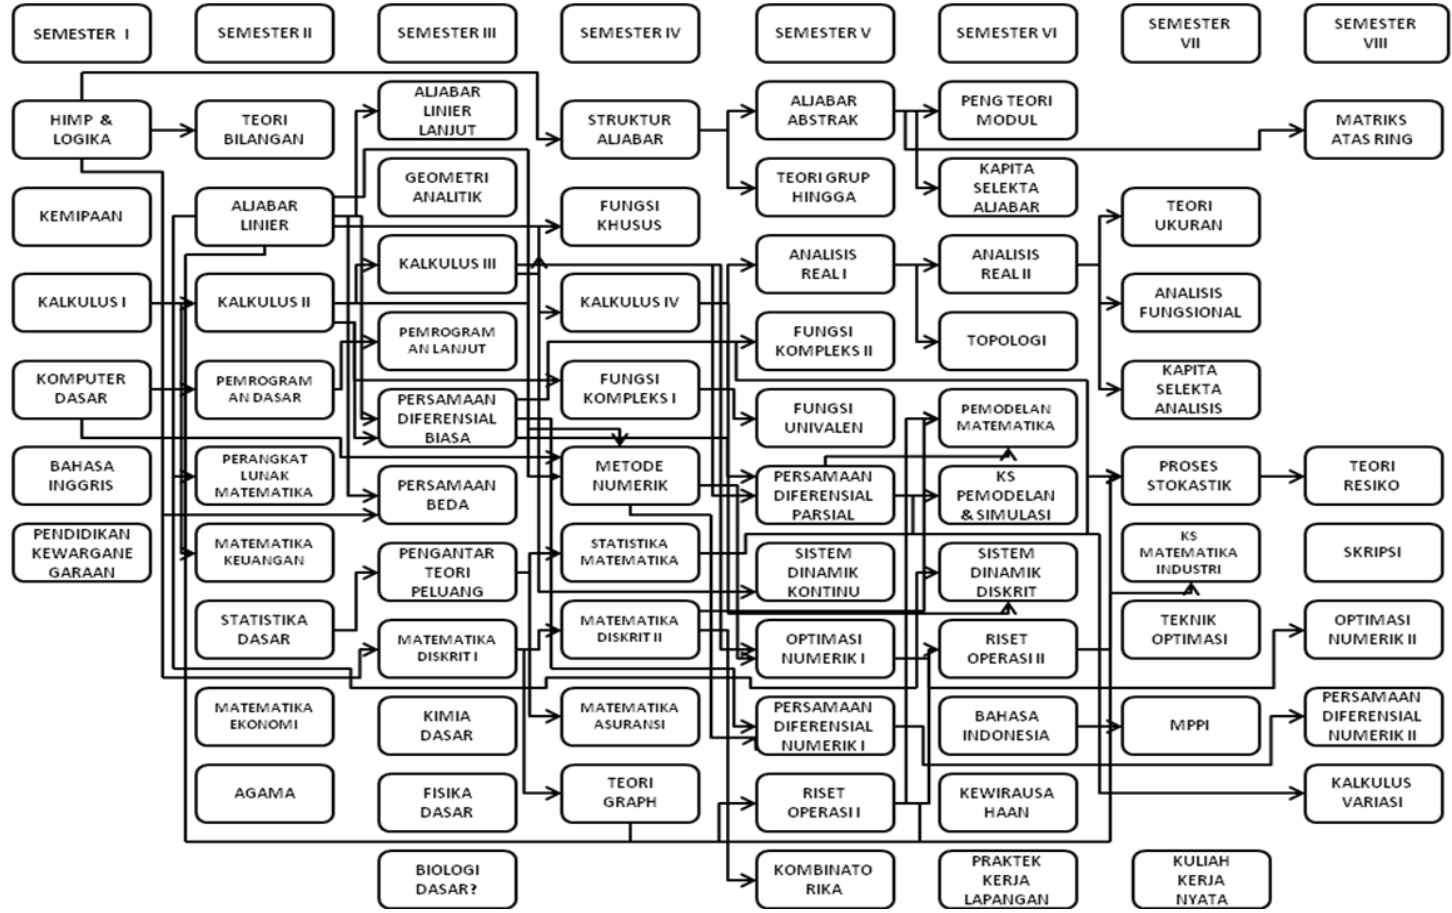 SEMESTER I
SEMESTER II
SEMESTER III
SEMESTER IV
SEMESTER V
SEMESTER VI
SEMESTER
VII
SEMESTER
VIII
HIMP &
LOGIKA
KEMIPAAN
KALKULUS I
KOMPUTER
DASAR
BAHASA
INGGRIS
PENDIDIKAN
KEWARGANE
GARAAN
TEORI
BILANGAN
ALJABAR
LINIER
KALKULUS II
PEMROGRAM
AN DASAR
PERANGKAT
LUNAK
MATEMATIKA
MATEMATIKA
KEUANGAN
STATISTIKA
DASAR
MATEMATIKA
EKONOMI
AGAMA
ALJABAR
LINIER
LANJUT
GEOMETRI
ANALITIK
KALKULUS III
PEMROGRAM
AN LANJUT
PERSAMAAN
DIFERENSIAL
BIASA
PERSAMAAN
BEDA
PENGANTAR
TEORI
PELUANG
MATEMATIKA
DISKRIT I
KIMIA
DASAR
FISIKA
DASAR
BIOLOGI
DASAR?
STRUKTUR
ALJABAR
FUNGSI
KHUSUS
KALKULUS IV
FUNGSI
KOMPLEKS I
METODE
NUMERIK
STATISTIKA
MATEMATIKA
MATEMATIKA
DISKRIT II
MATEMATIKA
ASURANSI
TEORI
GRAPH
ALJABAR
ABSTRAK
TEORI GRUP
HINGGA
ANALISIS
REAL I
FUNGSI
KOMPLEKS II
FUNGSI
UNIVALEN
PERSAMAAN
DIFERENSIAL
PARSIAL
SISTEM
DINAMIK
KONTINU
OPTIMASI
NUMERIK I
PERSAMAAN
DIFERENSIAL
NUMERIK I
RISET
OPERASI I
KOMBINATO
RIKA
PENG TEORI
MODUL
KAPITA
SELEKTA
ALJABAR
ANALISIS
REAL II
TOPOLOGI
PEMODELAN
MATEMATIKA
KS
PEMODELAN
& SIMULASI
SISTEM
DINAMIK
DISKRIT
RISET
OPERASI II
BAHASA
INDONESIA
KEWIRAUSA
HAAN
PRAKTEK
KERJA
LAPANGAN
TEORI
UKURAN
ANALISIS
FUNGSIONAL
KAPITA
SELEKTA
ANALISIS
PROSES
STOKASTIK
KS
MATEMATIKA
INDUSTRI
TEKNIK
OPTIMASI
MPPI
KULIAH
KERJA
NYATA
MATRIKS
ATAS RING
TEORI
RESIKO
SKRIPSI
OPTIMASI
NUMERIK II
PERSAMAAN
DIFERENSIAL
NUMERIK II
KALKULUS
VARIASI